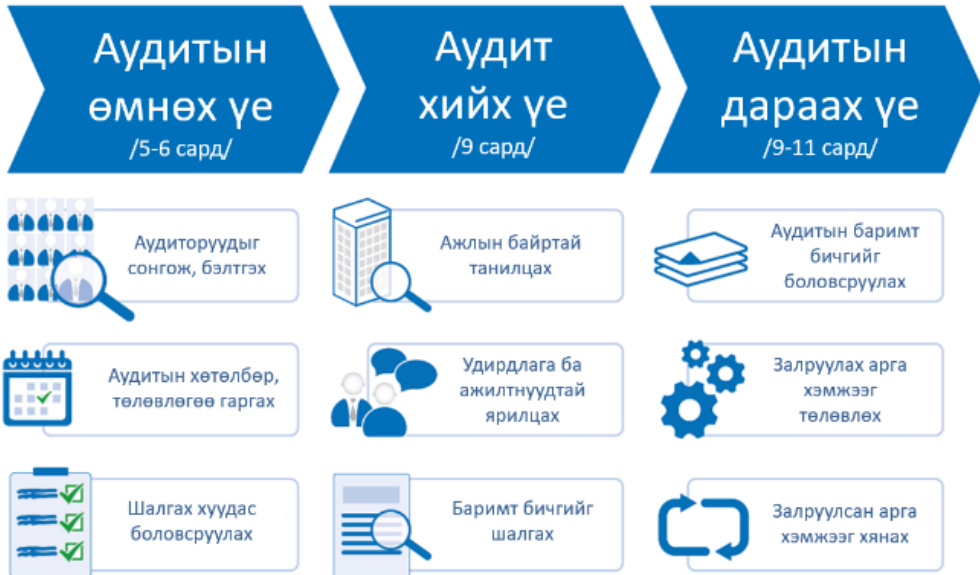 Аудитын
өмнөх үе
/5-6 сард/
Аудит
хийх үе
/9 сард/
Аудитын
дараах үе
/9-11 сард/
Аудиторуудыг
сонгож, бэлтгэх
Ажлын байртай
танилцах
Аудитын баримт
бичгийг
боловсруулах
Аудитын хөтөлбөр,
төлөвлөгөө гаргах
Удирдлага ба
ажилтнуудтай
ярилцах
Залруулах арга
хэмжээг
төлөвлөх
Шалгах хуудас
боловсруулах
Баримт бичгийг
шалгах
Залруулсан арга
хэмжээг хянах